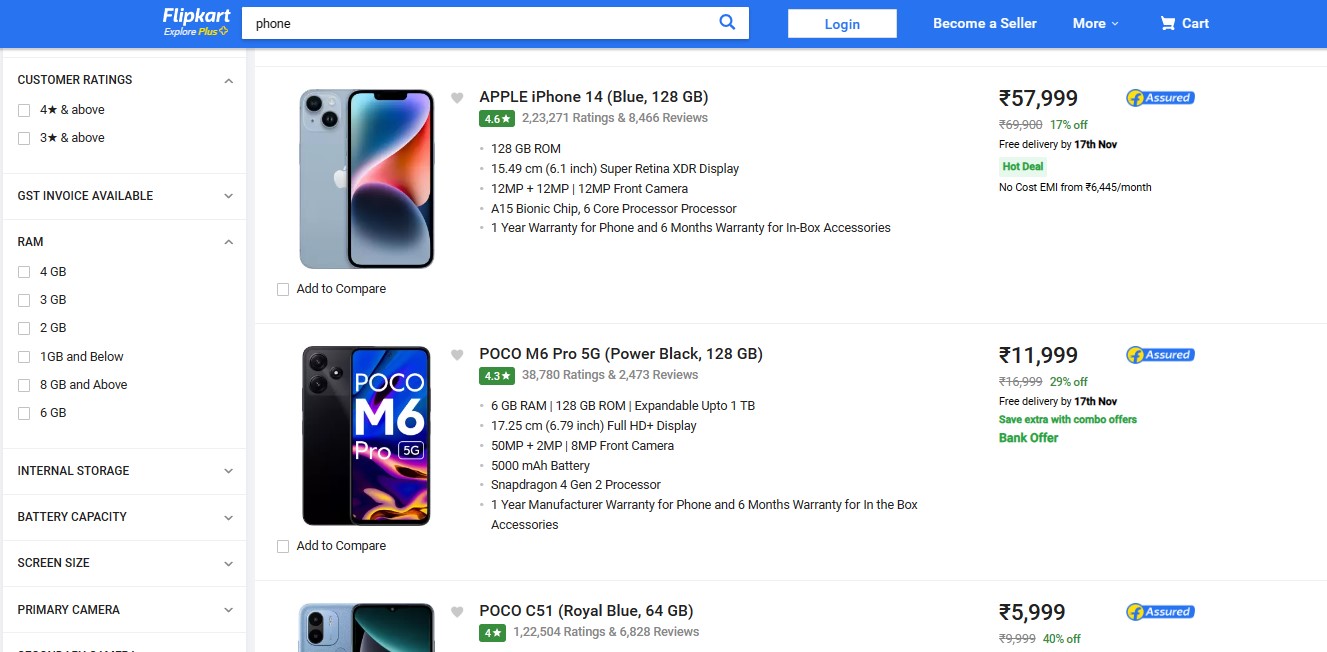 Flipkart
Explore Plus
phone
Login
Become a Seller
More
Cart
CUSTOMER RATINGS
4★ & above
3★ & above
GST INVOICE AVAILABLE
RAM
4 GB
3 GB
2 GB
1GB and Below
8 GB and Above
6 GB
INTERNAL STORAGE
BATTERY CAPACITY
SCREEN SIZE
PRIMARY CAMERA
APPLE iPhone 14 (Blue, 128 GB)
4.6★ 2,23,271 Ratings & 8,466 Reviews
128 GB ROM
15.49 cm (6.1 inch) Super Retina XDR Display
12MP + 12MP | 12MP Front Camera
A15 Bionic Chip, 6 Core Processor Processor
1 Year Warranty for Phone and 6 Months Warranty for In-Box Accessories
Add to Compare
₹57,999
Assured
₹69,900 17% off
Free delivery by 17th Nov
Hot Deal
No Cost EMI from ₹6,445/month
POCO
M6
Pro 5G
POCO M6 Pro 5G (Power Black, 128 GB)
4.3★ 38,780 Ratings & 2,473 Reviews
6 GB RAM | 128 GB ROM | Expandable Upto 1 TB
17.25 cm (6.79 inch) Full HD+ Display
50MP + 2MP | 8MP Front Camera
5000 mAh Battery
Snapdragon 4 Gen 2 Processor
1 Year Manufacturer Warranty for Phone and 6 Months Warranty for In the Box
Accessories
Add to Compare
₹11,999
Assured
₹16,999 29% off
Free delivery by 17th Nov
Save extra with combo offers
Bank Offer
POCO C51 (Royal Blue, 64 GB)
4★ 1,22,504 Ratings & 6,828 Reviews
₹5,999
Assured
₹9,999 40% off